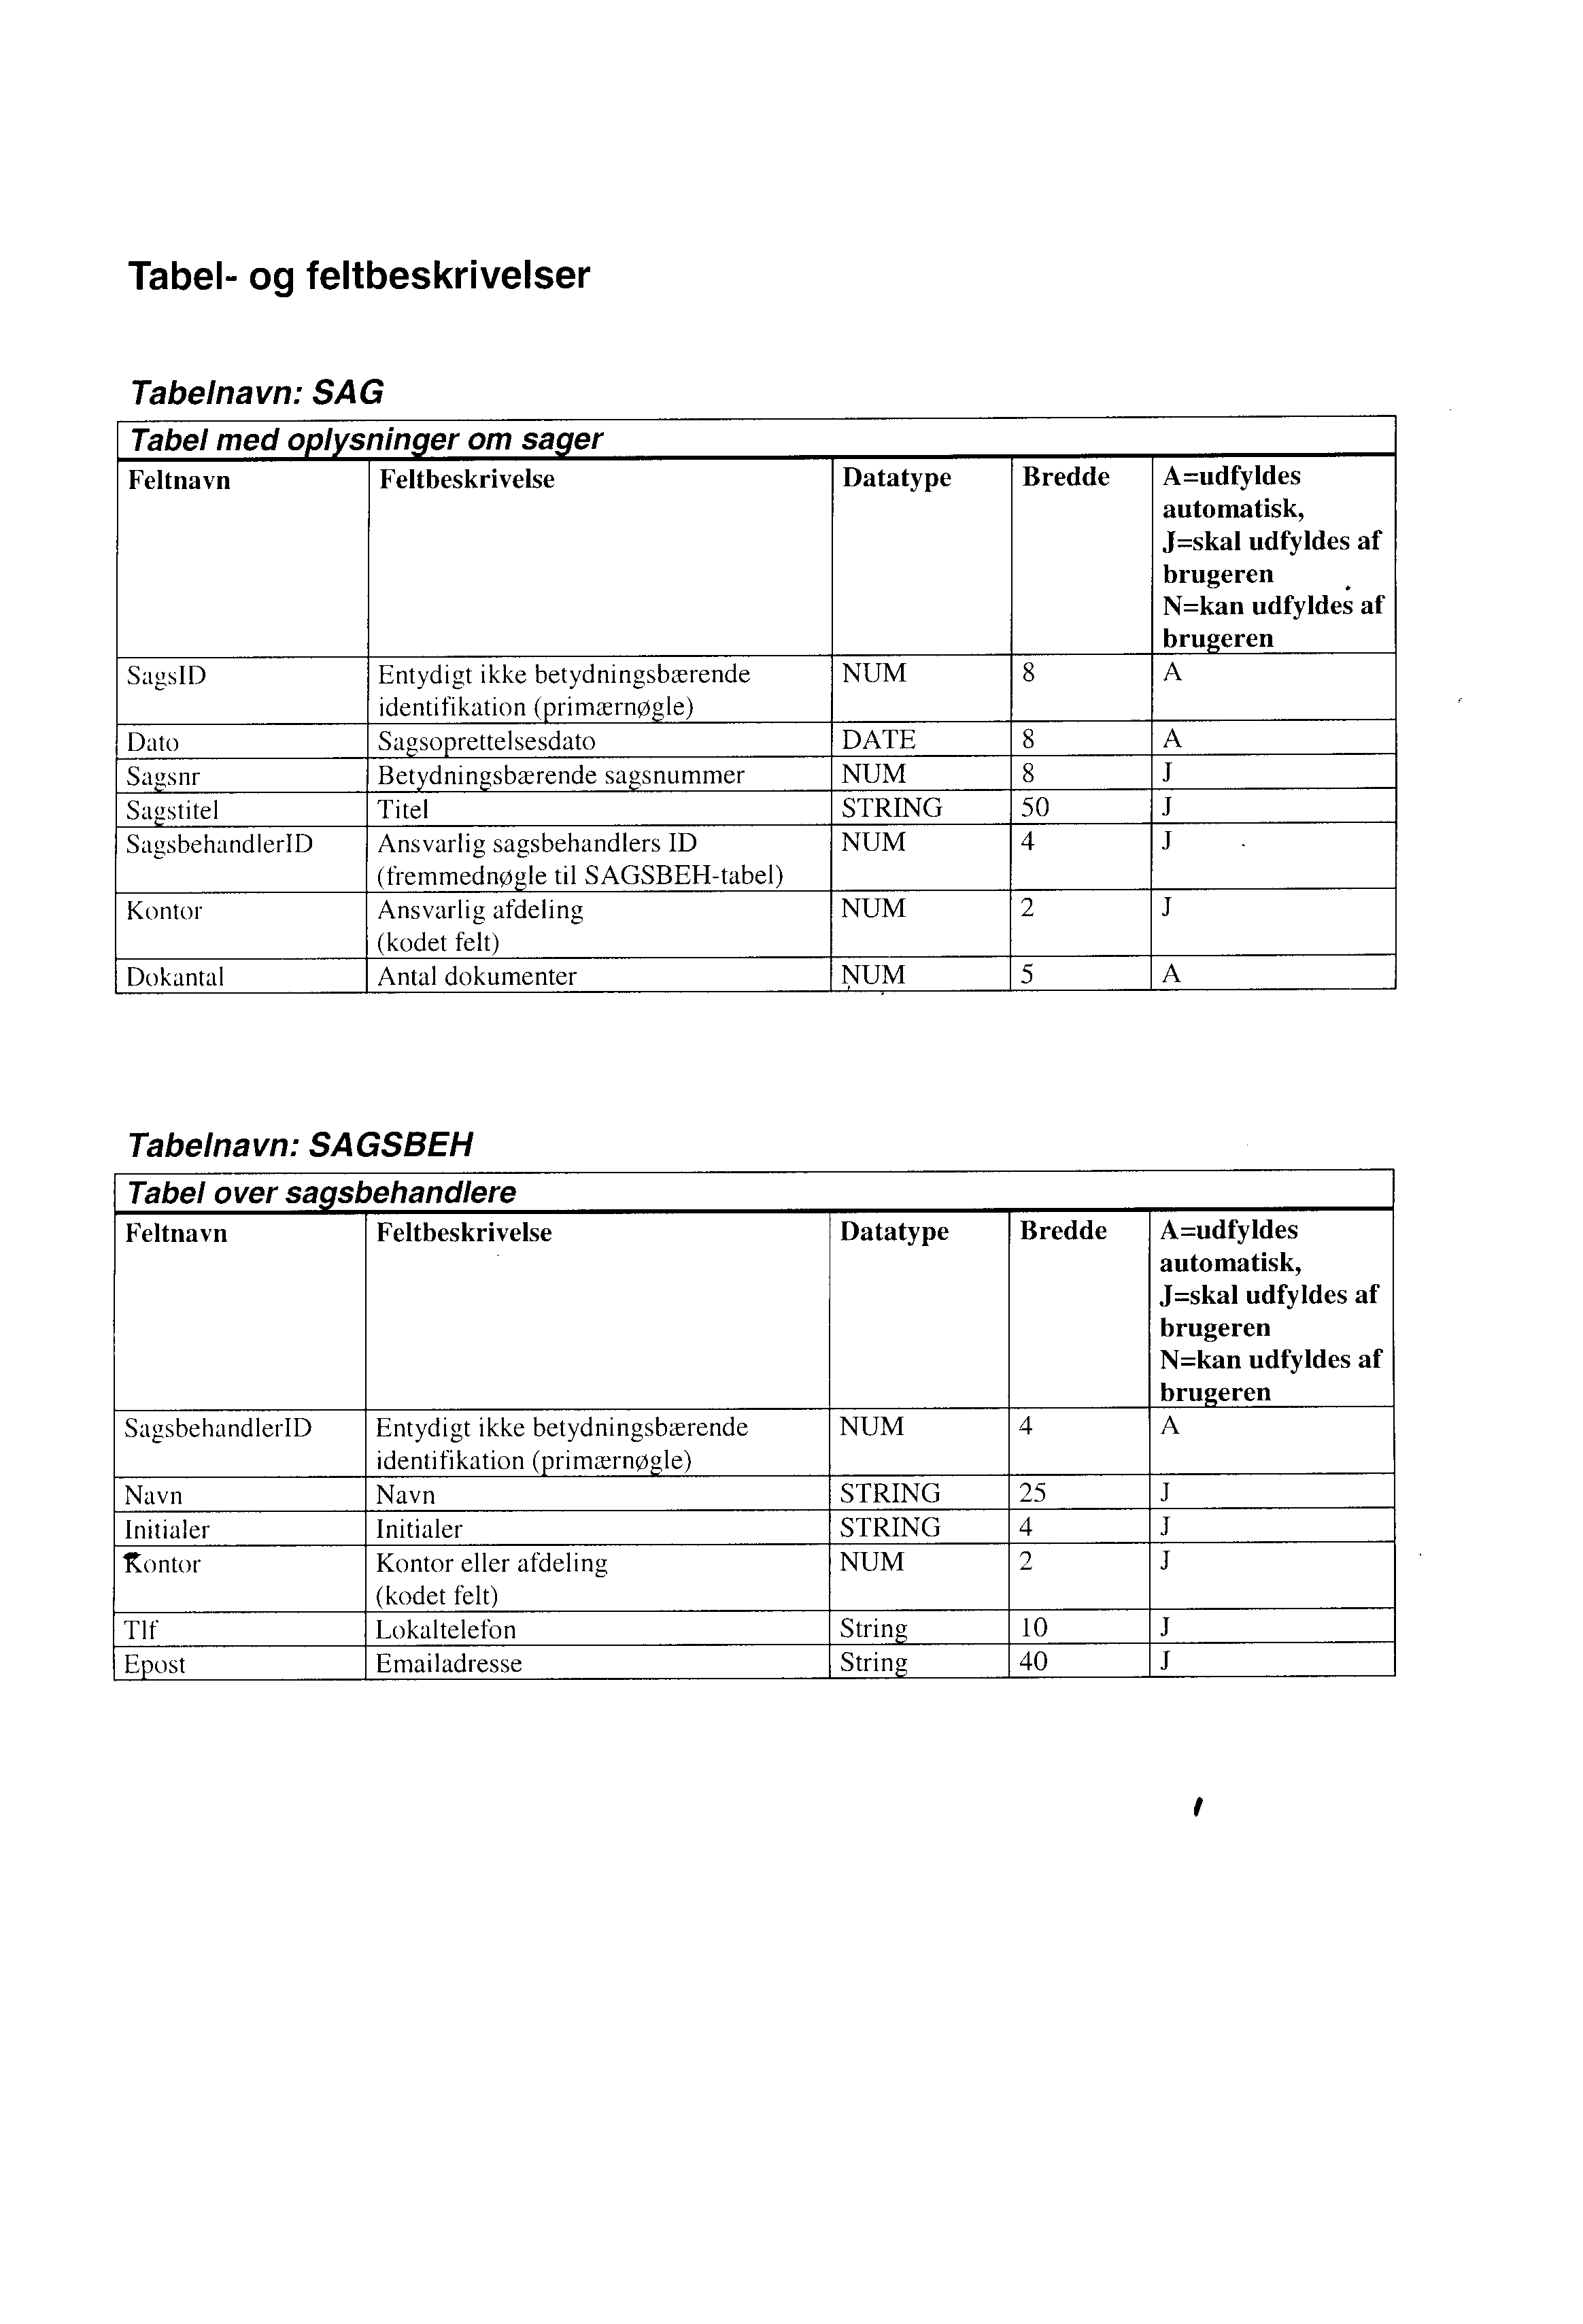 Tabel- og feltbeskrivelser
Tabelnavn: SAG
Tabel med oplysninger om sager
Feltnavn Feltbeskrivelse Datatype Bredde A=udfyldes
automatisk,
J=skal udfyldes af
brugeren
N=kan udfyldes af
brugeren
SagsID Entydigt ikke betydningsbærende NUM 8 A
identifikation (primærnøgle)
Dato Sagsoprettelsesdato DATE 8 A
Sagsnr Betydningsbærende sagsnummer NUM 8 J
Sagstitel Titel STRING 50 J
SagsbehandlerID Ansvarlig sagsbehandlers ID NUM 4 J
(fremmednøgle til SAGSBEH-tabel)
Kontor Ansvarlig afdeling NUM 2 J
(kodet felt)
Dokantal Antal dokumenter NUM 5 A
Tabelnavn: SAGSBEH
Tabel over sagsbehandlere
Feltnavn Feltbeskrivelse Datatype Bredde A=udfyldes
automatisk,
J=skal udfyldes af
brugeren
N=kan udfyldes af
brugeren
SagsbehandlerID Entydigt ikke betydningsbærende NUM 4 A
identifikation (primærnøgle)
Navn Navn STRING 25 J
Initialer Initialer STRING 4 J
Kontor Kontor eller afdeling NUM 2 J
(kodet felt)
Tlf Lokaltelefon String 10 J
Epost Emailadresse String 40 J